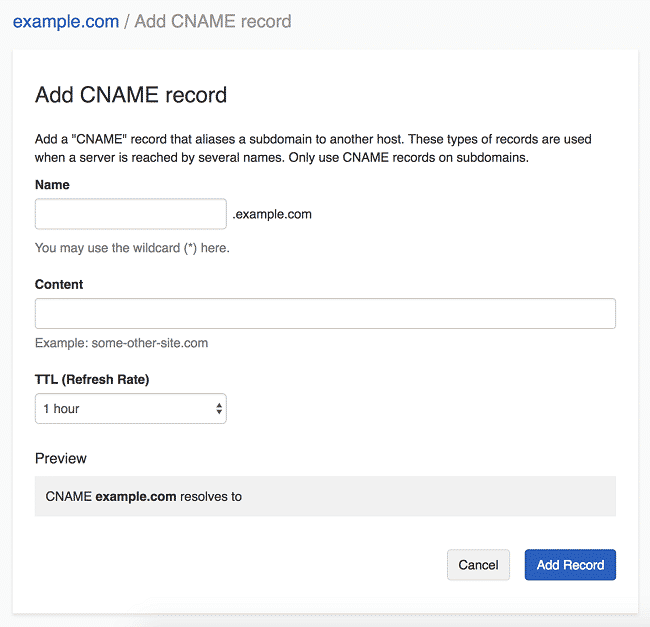 example.com / Add CNAME record
Add CNAME record
Add a "CNAME" record that aliases a subdomain to another host. These types of records are used
when a server is reached by several names. Only use CNAME records on subdomains.
Name
.example.com
You may use the wildcard (*) here.
Content
Example: some-other-site.com
TTL (Refresh Rate)
1 hour
Preview
CNAME example.com resolves to
Cancel Add Record